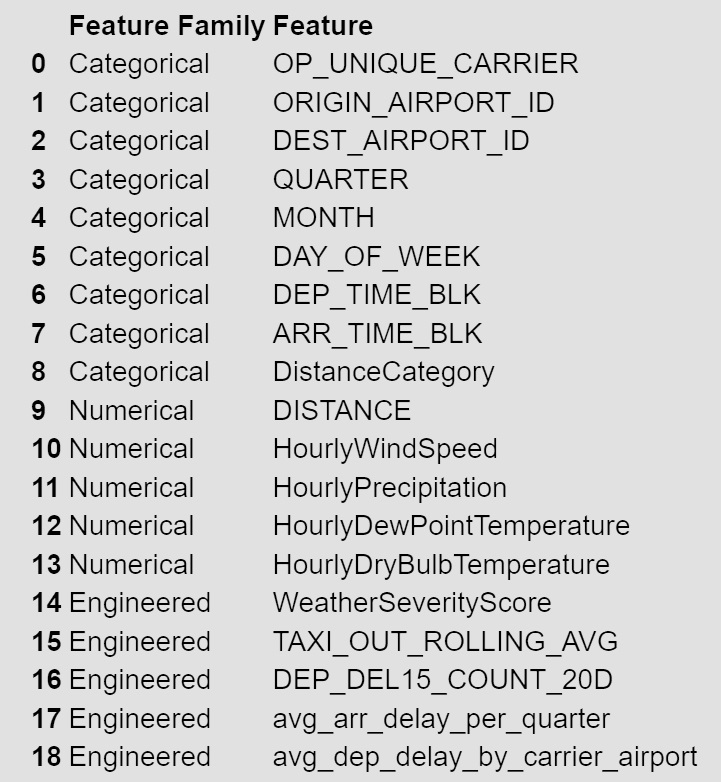 Feature Family Feature
0 Categorical OP_UNIQUE_CARRIER
1 Categorical ORIGIN_AIRPORT_ID
2 Categorical DEST_AIRPORT_ID
3 Categorical QUARTER
4 Categorical MONTH
5 Categorical DAY_OF_WEEK
6 Categorical DEP_TIME_BLK
7 Categorical ARR_TIME_BLK
8 Categorical DistanceCategory
9 Numerical DISTANCE
10 Numerical HourlyWindSpeed
11 Numerical HourlyPrecipitation
12 Numerical HourlyDewPointTemperature
13 Numerical HourlyDryBulbTemperature
14 Engineered WeatherSeverityScore
15 Engineered TAXI_OUT_ROLLING_AVG
16 Engineered DEP_DEL15_COUNT_20D
17 Engineered avg_arr_delay_per_quarter
18 Engineered avg_dep_delay_by_carrier_airport